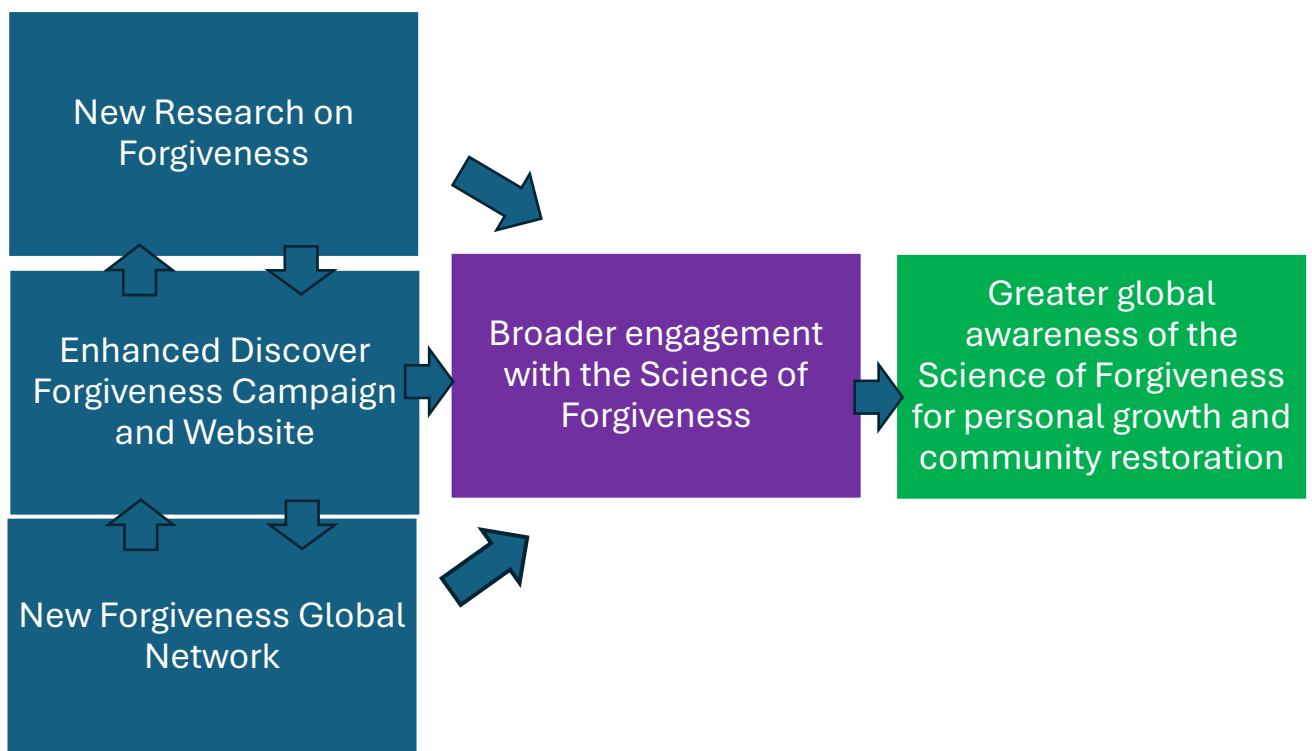 New Research on
Forgiveness
Enhanced Discover
Forgiveness Campaign
and Website
New Forgiveness Global
Network
Broader engagement
with the Science of
Forgiveness
Greater global
awareness of the
Science of Forgiveness
for personal growth and
community restoration